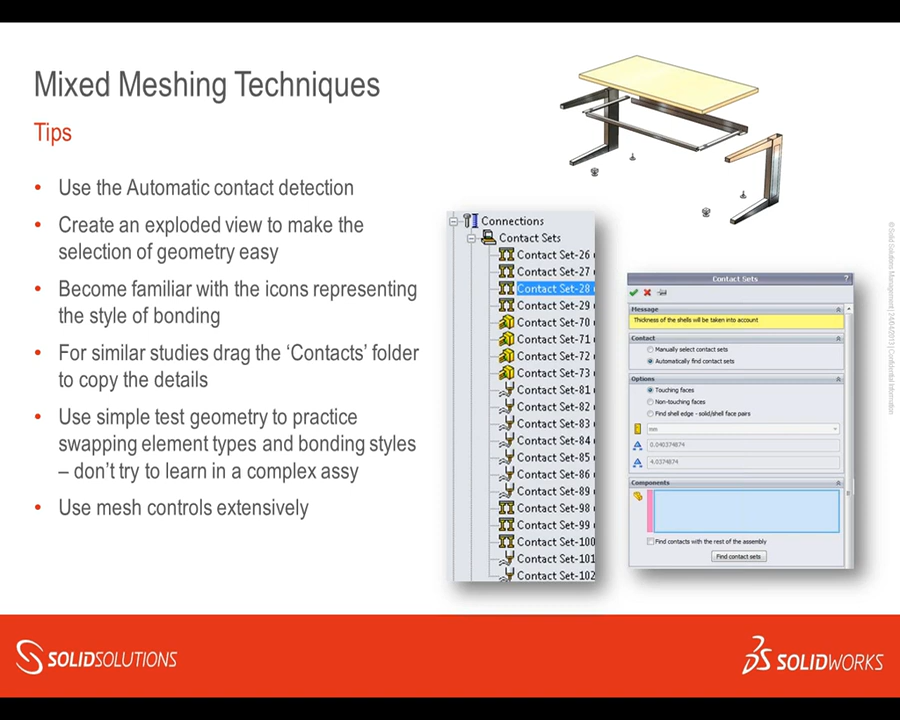 Mixed Meshing Techniques
Tips
• Use the Automatic contact detection
• Create an exploded view to make the
selection of geometry easy
• Become familiar with the icons representing
the style of bonding
• For similar studies drag the ‘Contacts’ folder
to copy the details
• Use simple test geometry to practice
swapping element types and bonding styles
– don’t try to learn in a complex assy
• Use mesh controls extensively
Connections
Contact Sets
Contact Set-26
Contact Set-27
Contact Set-28
Contact Set-29
Contact Set-70
Contact Set-71
Contact Set-72
Contact Set-73
Contact Set-81
Contact Set-82
Contact Set-83
Contact Set-84
Contact Set-85
Contact Set-86
Contact Set-89
Contact Set-98
Contact Set-99
Contact Set-100
Contact Set-101
Contact Set-102
Contact Sets ?
Message
Thickness of the shells will be taken into account
Contact
Manually select contact sets
Automatically find contact sets
Options
Touching faces
Non-touching faces
Find shell edge - solid/shell face pairs
mm
0.040374874
4.0374874
Components
Find contacts with the rest of the assembly
Find contact sets
© Solid Solutions Management | 24/04/2013 | Confidential Information
SOLIDSOLUTIONS
SOLIDWORKS